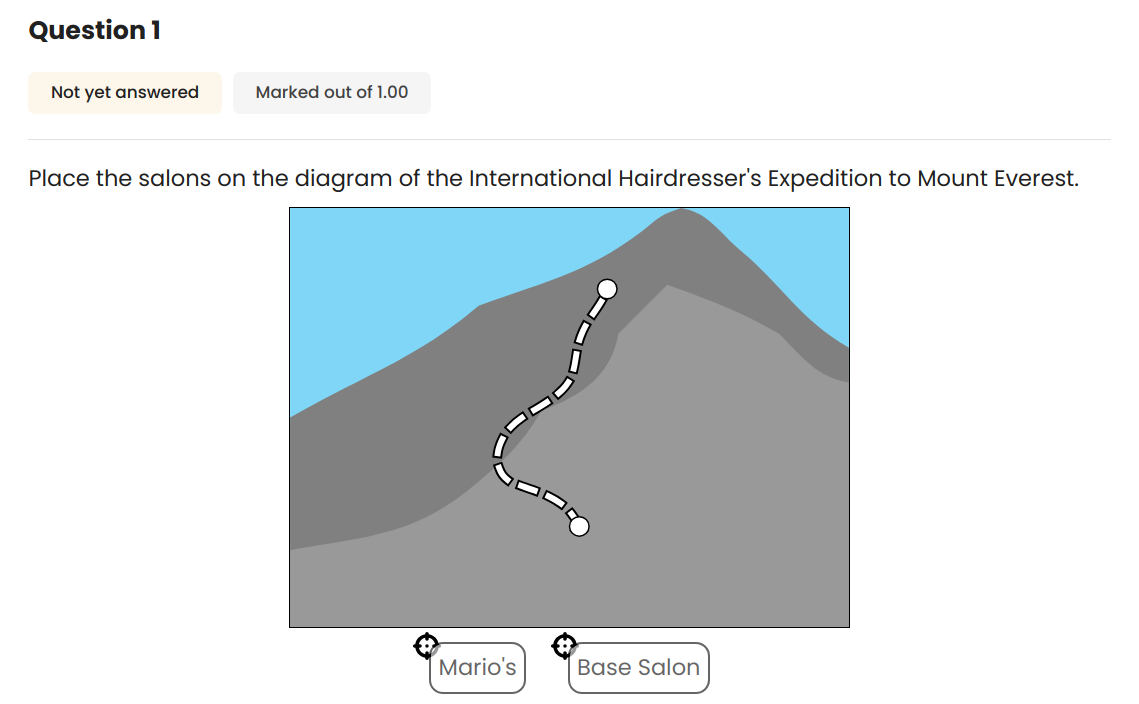 Question 1
Not yet answered
Marked out of 1.00
Place the salons on the diagram of the International Hairdresser's Expedition to Mount Everest.
Mario's
Base Salon